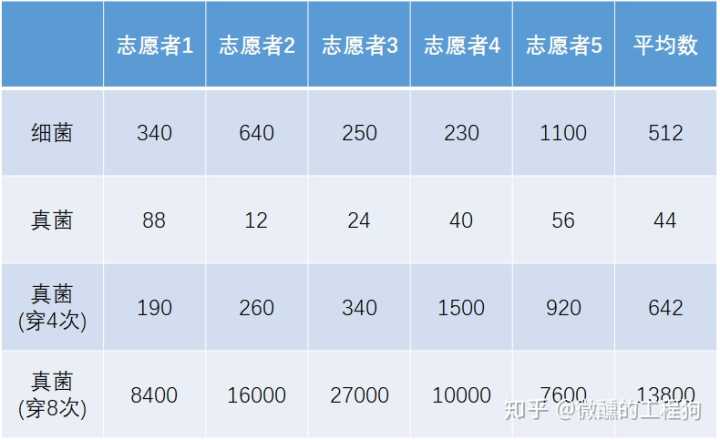 志愿者1 志愿者2 志愿者3 志愿者4 志愿者5 平均数
细菌 340 640 250 230 1100 512
真菌 88 12 24 40 56 44
真菌
(穿4次) 190 260 340 1500 920 642
真菌
(穿8次) 8400 16000 27000 10000 7600 13800
知乎 @微醺的工程狗